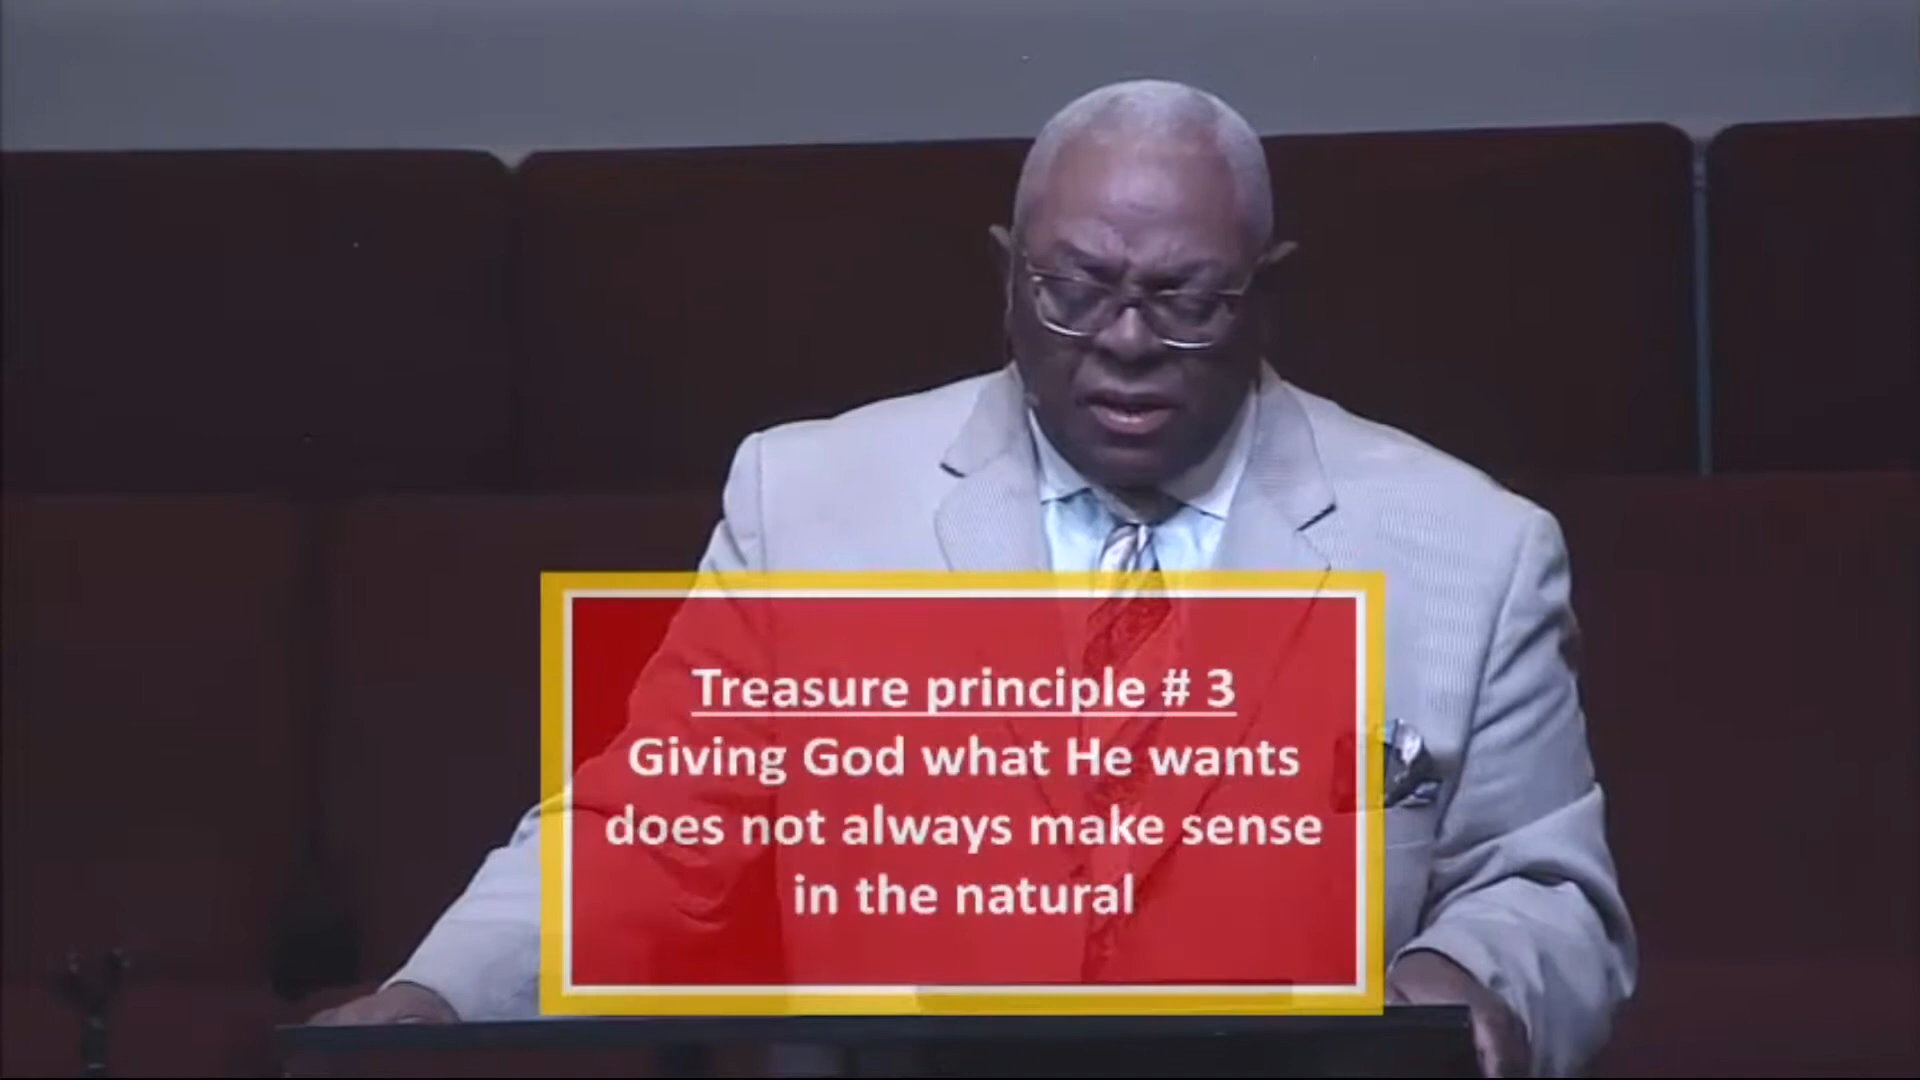 Treasure principle # 3
Giving God what He wants
does not always make sense
in the natural